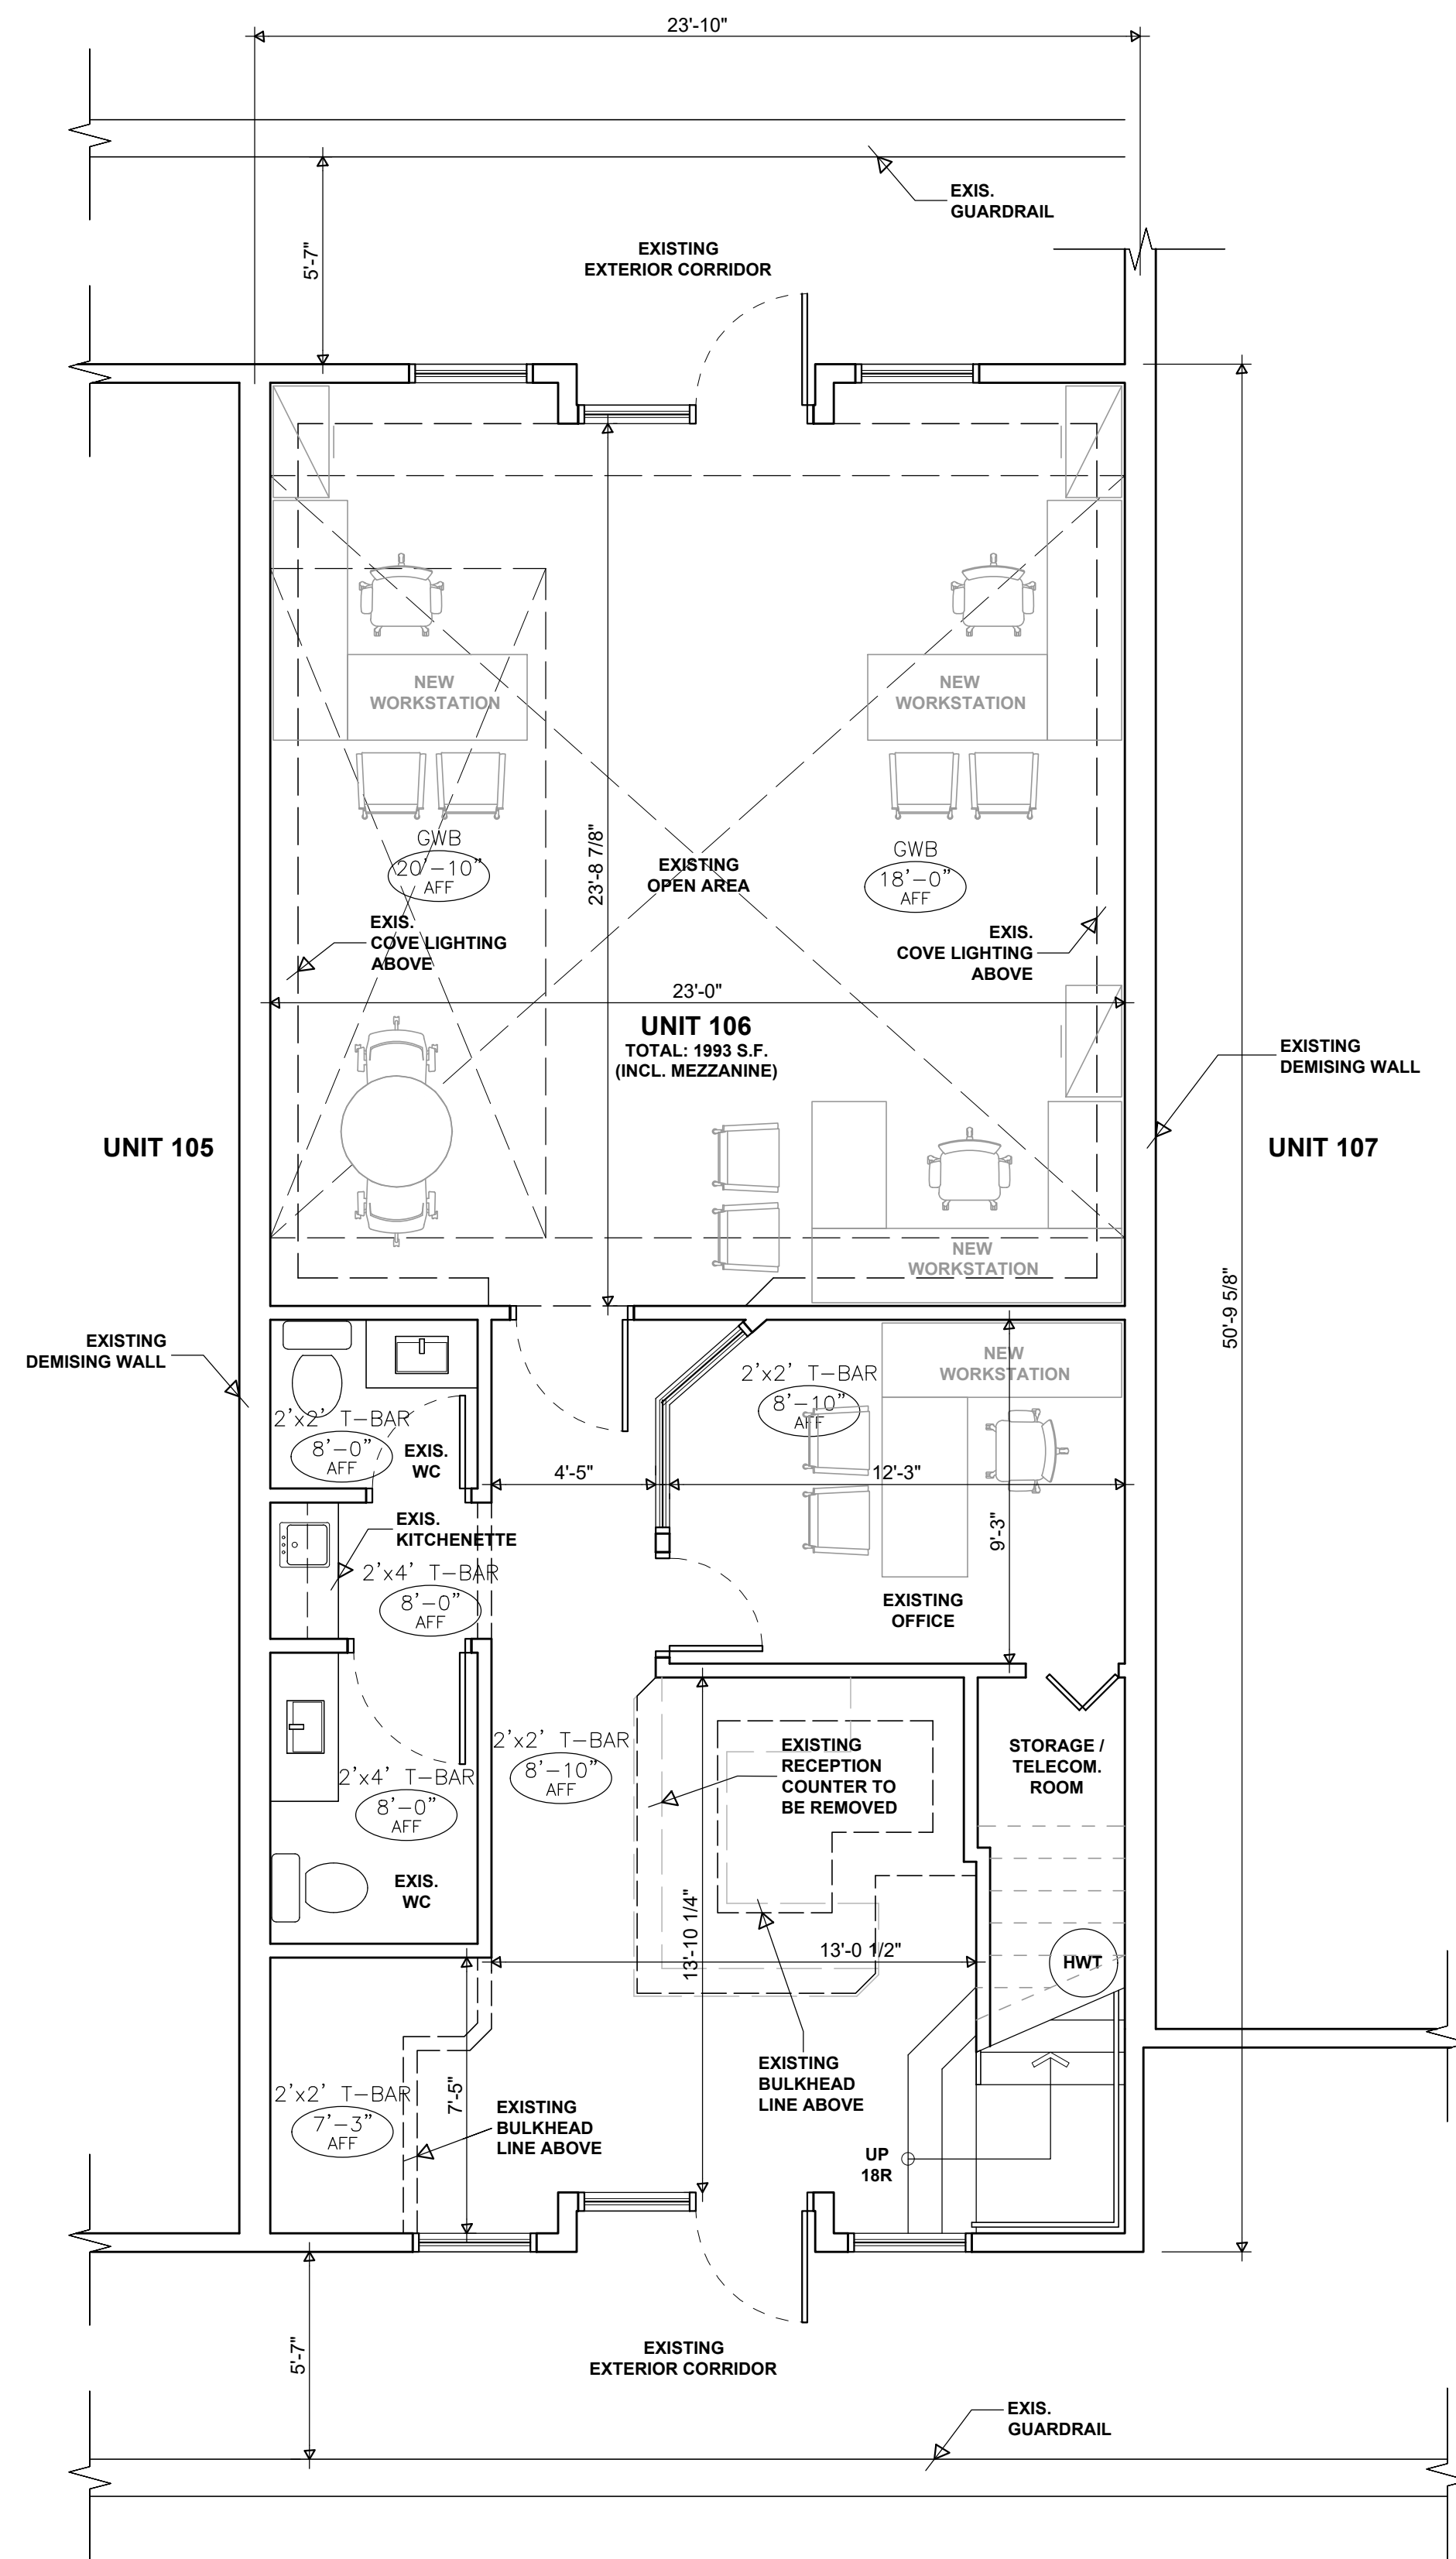 23'-10"
EXIS.
GUARDRAIL
5'-7"
EXISTING
EXTERIOR CORRIDOR
NEW
WORKSTATION
NEW
WORKSTATION
GWB
20'-10"
AFF
GWB
18'-0"
AFF
23'-8 7/8"
EXISTING
OPEN AREA
EXIS.
COVE LIGHTING
ABOVE
EXIS.
COVE LIGHTING
ABOVE
23'-0"
UNIT 106
TOTAL: 1993 S.F.
(INCL. MEZZANINE)
EXISTING
DEMISING WALL
UNIT 105
UNIT 107
NEW
WORKSTATION
50'-9 5/8"
EXISTING
DEMISING WALL
NEW
WORKSTATION
2'x2' T-BAR
8'-10"
AFF
2'x2' T-BAR
8'-0"
AFF
EXIS.
WC
4'-5"
12'-3"
9'-3"
EXIS.
KITCHENETTE
2'x4' T-BAR
8'-0"
AFF
EXISTING
OFFICE
2'x2' T-BAR
8'-10"
AFF
EXISTING
RECEPTION
COUNTER TO
BE REMOVED
STORAGE /
TELECOM.
ROOM
2'x4' T-BAR
8'-0"
AFF
EXIS.
WC
13'-10 1/4"
13'-0 1/2"
HWT
EXISTING
BULKHEAD
LINE ABOVE
2'x2' T-BAR
7'-3"
AFF
7'-5"
EXISTING
BULKHEAD
LINE ABOVE
UP
18R
5'-7"
EXISTING
EXTERIOR CORRIDOR
EXIS.
GUARDRAIL